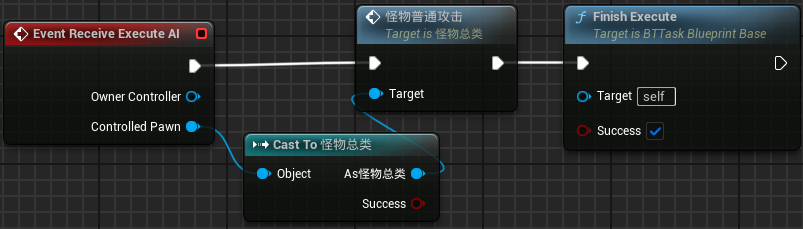 Event Receive Execute AI
Owner Controller
Controlled Pawn
怪物普通攻击
Target is 怪物总类
Target
Cast To 怪物总类
Object
As怪物总类
Success
Finish Execute
Target is BTTask Blueprint Base
Target self
Success